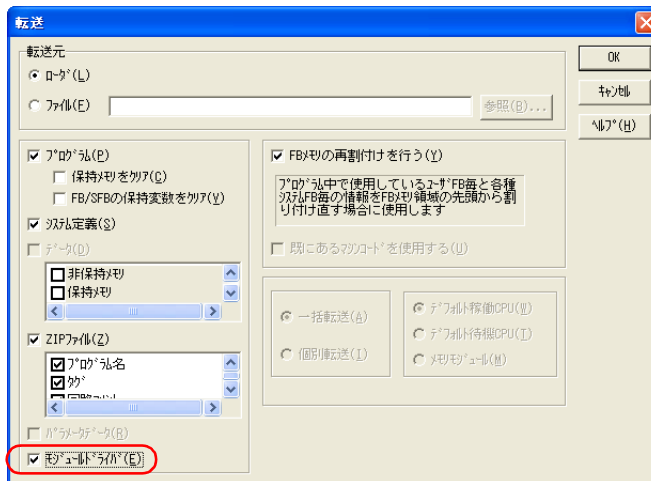 転送
転送元
ﾛｰﾀﾞ(L)
ﾌｧｲﾙ(F)
参照(B)...
OK
ｷｬﾝｾﾙ
ﾍﾙﾌﾟ(H)
ﾌﾟﾛｸﾞﾗﾑ(P)
保持ﾒﾓﾘをｸﾘｱ(C)
FB/SFBの保持変数をｸﾘｱ(Y)
ｼｽﾃﾑ定義(S)
ﾃﾞｰﾀ(D)
非保持ﾒﾓﾘ
保持ﾒﾓﾘ
ZIPﾌｧｲﾙ(Z)
ﾌﾟﾛｸﾞﾗﾑ名
ﾀｸﾞ
ﾊﾟﾗﾒｰﾀﾃﾞｰﾀ(R)
ﾓｼﾞｭｰﾙﾄﾞﾗｲﾊﾞ(E)
FBﾒﾓﾘの再割付けを行う(Y)
ﾌﾟﾛｸﾞﾗﾑ中で使用しているﾕｰｻﾞFB毎と各種
ｼｽﾃﾑFB毎の情報をFBﾒﾓﾘ領域の先頭から割
り付け直す場合に使用します
既にあるﾏｼﾝｺｰﾄﾞを使用する(U)
一括転送(A)
個別転送(I)
ﾃﾞﾌｫﾙﾄ稼働CPU(W)
ﾃﾞﾌｫﾙﾄ待機CPU(T)
ﾒﾓﾘﾓｼﾞｭｰﾙ(M)